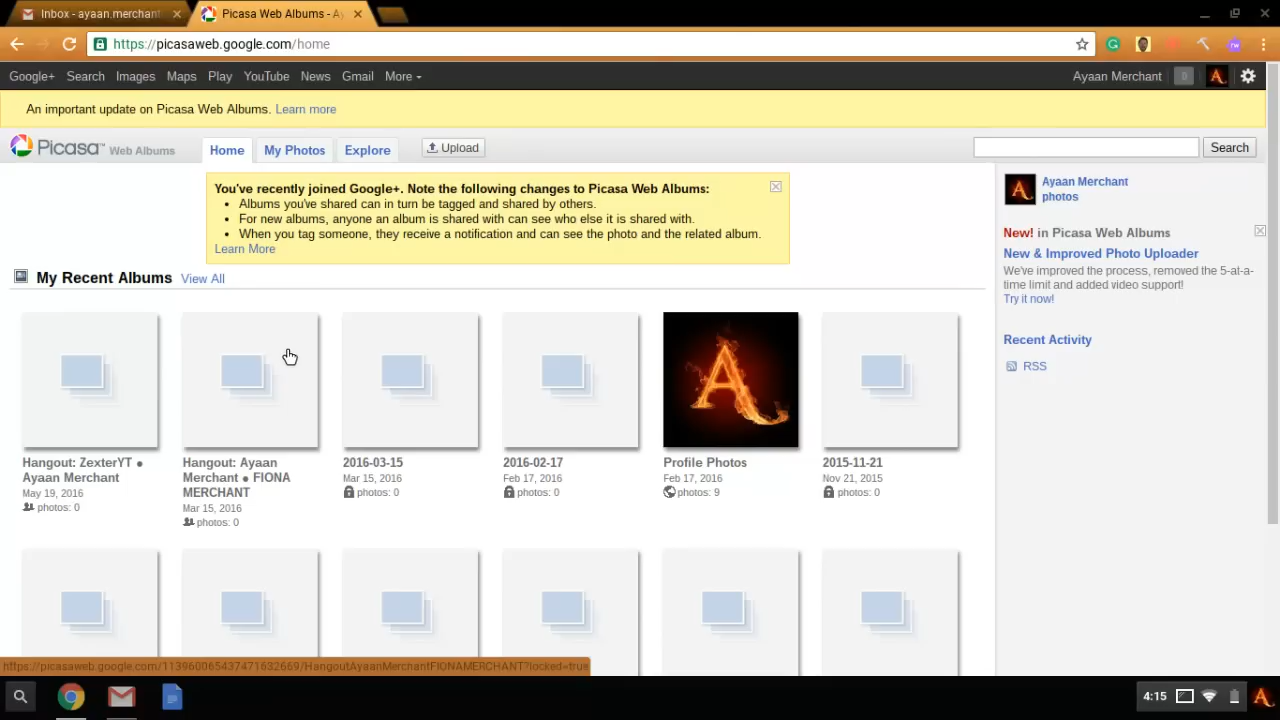 Inbox - ayaan.merchant
Picasa Web Albums - Ay
https://picasaweb.google.com/home
Google+ Search Images Maps Play YouTube News Gmail More
Ayaan Merchant 0
An important update on Picasa Web Albums. Learn more
Picasa™ Web Albums
Home
My Photos
Explore
Upload
Search
You've recently joined Google+. Note the following changes to Picasa Web Albums:
• Albums you've shared can in turn be tagged and shared by others.
• For new albums, anyone an album is shared with can see who else it is shared with.
• When you tag someone, they receive a notification and can see the photo and the related album.
Learn More
Ayaan Merchant
photos
New! in Picasa Web Albums
New & Improved Photo Uploader
We've improved the process, removed the 5-at-a-
time limit and added video support!
Try it now!
Recent Activity
RSS
My Recent Albums View All
Hangout: ZexterYT ●
Ayaan Merchant
May 19, 2016
photos: 0
Hangout: Ayaan
Merchant ● FIONA
MERCHANT
Mar 15, 2016
photos: 0
2016-03-15
Mar 15, 2016
photos: 0
2016-02-17
Feb 17, 2016
photos: 0
A
Profile Photos
Feb 17, 2016
photos: 9
2015-11-21
Nov 21, 2015
photos: 0
https://picasaweb.google.com/113960065437471632669/HangoutAyaanMerchantFIONAMERCHANT?locked=true
4:15